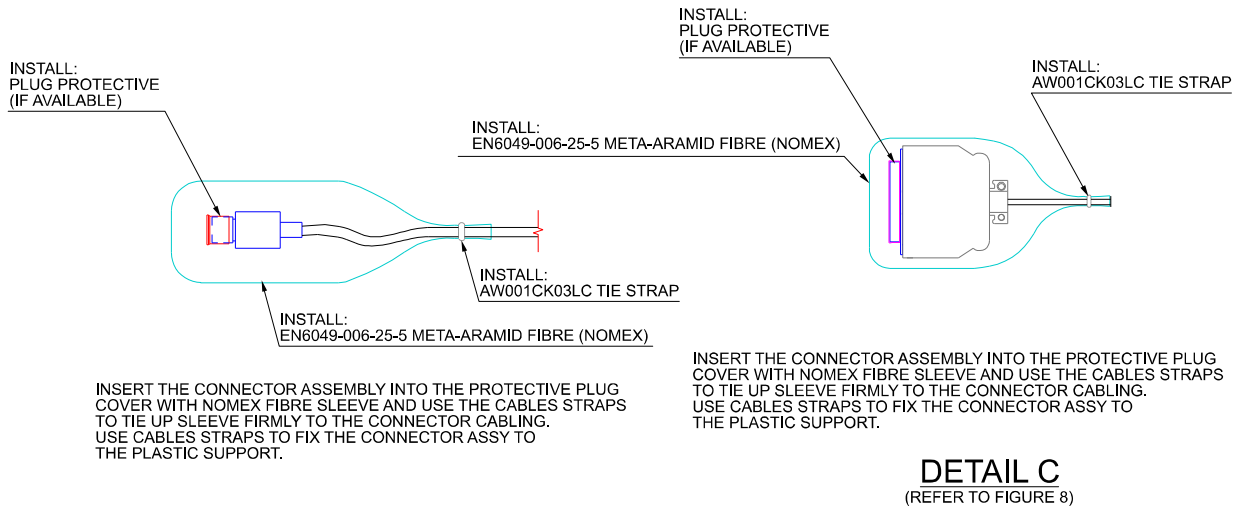 INSTALL:
PLUG PROTECTIVE
(IF AVAILABLE)
INSTALL:
AW001CK03LC TIE STRAP
INSTALL:
EN6049-006-25-5 META-ARAMID FIBRE (NOMEX)
INSERT THE CONNECTOR ASSEMBLY INTO THE PROTECTIVE PLUG
COVER WITH NOMEX FIBRE SLEEVE AND USE THE CABLES STRAPS
TO TIE UP SLEEVE FIRMLY TO THE CONNECTOR CABLING.
USE CABLES STRAPS TO FIX THE CONNECTOR ASSY TO
THE PLASTIC SUPPORT.
INSTALL:
PLUG PROTECTIVE
(IF AVAILABLE)
INSTALL:
AW001CK03LC TIE STRAP
INSTALL:
EN6049-006-25-5 META-ARAMID FIBRE (NOMEX)
INSERT THE CONNECTOR ASSEMBLY INTO THE PROTECTIVE PLUG
COVER WITH NOMEX FIBRE SLEEVE AND USE THE CABLES STRAPS
TO TIE UP SLEEVE FIRMLY TO THE CONNECTOR CABLING.
USE CABLES STRAPS TO FIX THE CONNECTOR ASSY TO
THE PLASTIC SUPPORT.
DETAIL C
(REFER TO FIGURE 8)